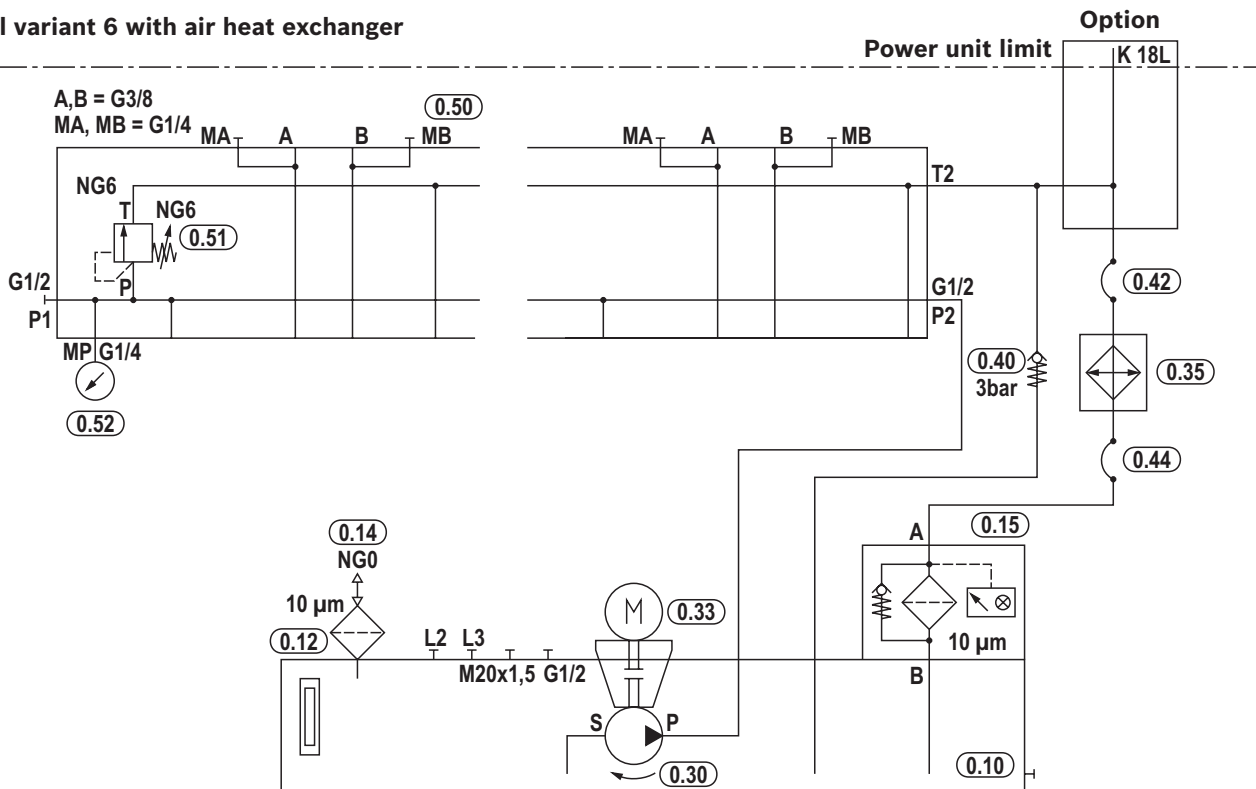 l variant 6 with air heat exchanger
Option
Power unit limit
K 18L
A,B = G3/8
MA, MB = G1/4
0.50
MA A B MB
MA A B MB
T2
NG6
T NG6
0.51
P
G1/2
P1
G1/2
P2
MP G1/4
0.52
0.42
0.40
3bar
0.35
0.44
0.14
NG0
10 µm
0.12
L2 L3
M20x1,5 G1/2
M
0.33
S P
0.30
A
0.15
10 µm
B
0.10